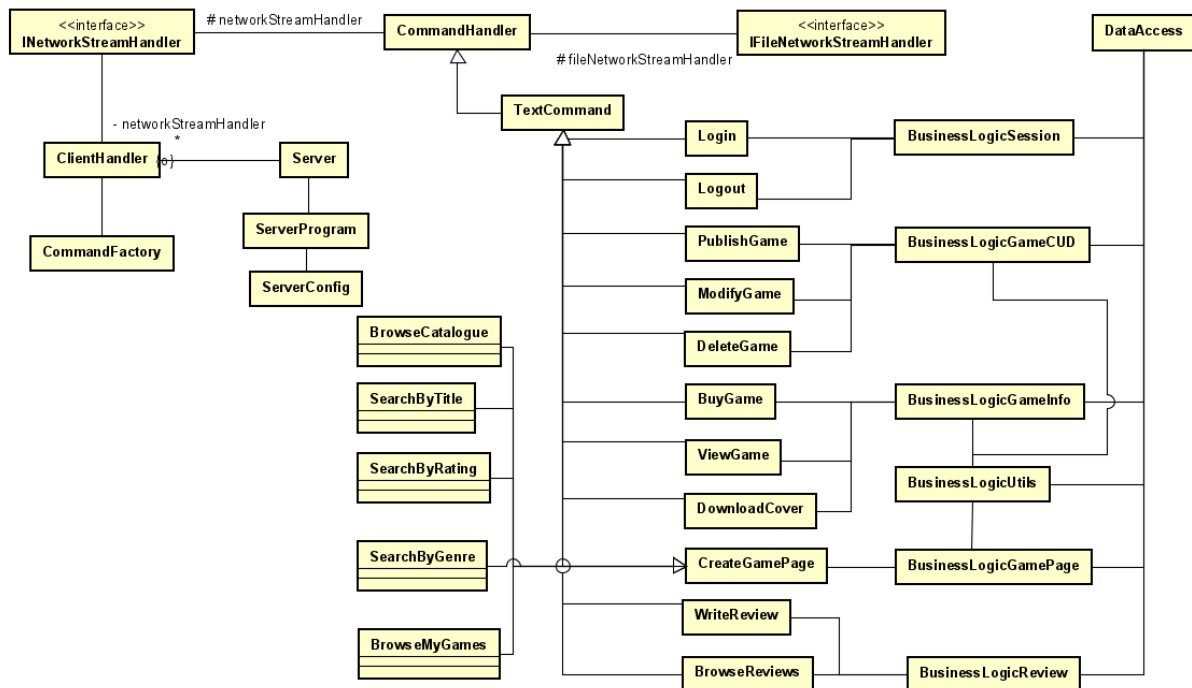 <<interface>>
INetworkStreamHandler
# networkStreamHandler
CommandHandler
<<interface>>
IFileNetworkStreamHandler
# fileNetworkStreamHandler
DataAccess
TextCommand
- networkStreamHandler
*
ClientHandler
{o}
Server
CommandFactory
ServerProgram
ServerConfig
Login
BusinessLogicSession
Logout
PublishGame
BusinessLogicGameCUD
ModifyGame
DeleteGame
BrowseCatalogue
SearchByTitle
SearchByRating
SearchByGenre
BrowseMyGames
BuyGame
BusinessLogicGameInfo
ViewGame
BusinessLogicUtils
DownloadCover
CreateGamePage
BusinessLogicGamePage
WriteReview
BrowseReviews
BusinessLogicReview